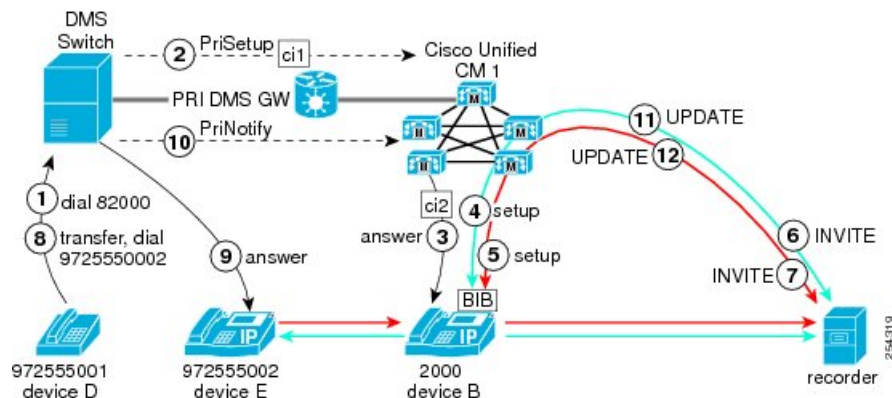 DMS
Switch
2 PriSetup
ci1
Cisco Unified
CM 1
PRI DMS GW
M
M
M
M
M
10 PriNotify
11 UPDATE
UPDATE 12
1 dial 82000
8 transfer, dial
9725550002
9 answer
ci2
answer 3
4 setup
5 setup
6 INVITE
INVITE 7
BIB
IP
IP
972555001
device D
972555002
device E
2000
device B
recorder
254319